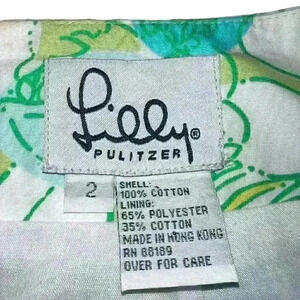 Lilly®
PULITZER
2
SHELL:
100% COTTON
LINING:
65% POLYESTER
35% COTTON
MADE IN HONG KONG
RN 68189
OVER FOR CARE